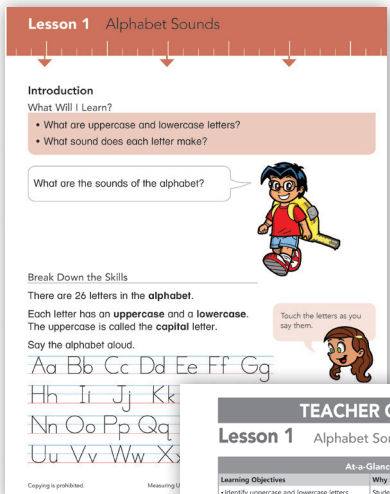 Lesson 1 Alphabet Sounds
Introduction
What Will I Learn?
• What are uppercase and lowercase letters?
• What sound does each letter make?
What are the sounds of the alphabet?
Break Down the Skills
There are 26 letters in the alphabet.
Each letter has an uppercase and a lowercase.
The uppercase is called the capital letter.
Say the alphabet aloud.
Touch the letters as you
say them.
Aa Bb Cc Dd Ee Ff Gg
Hh Ii Jj Kk
Nn Oo Pp Qq
Uu Vv Ww Xx
Copying is prohibited.
Measuring U
TEACHER
Lesson 1 Alphabet Sou
At-a-Glanc
Learning Objectives
Why
• Identify uppercase and lowercase letters
Stude